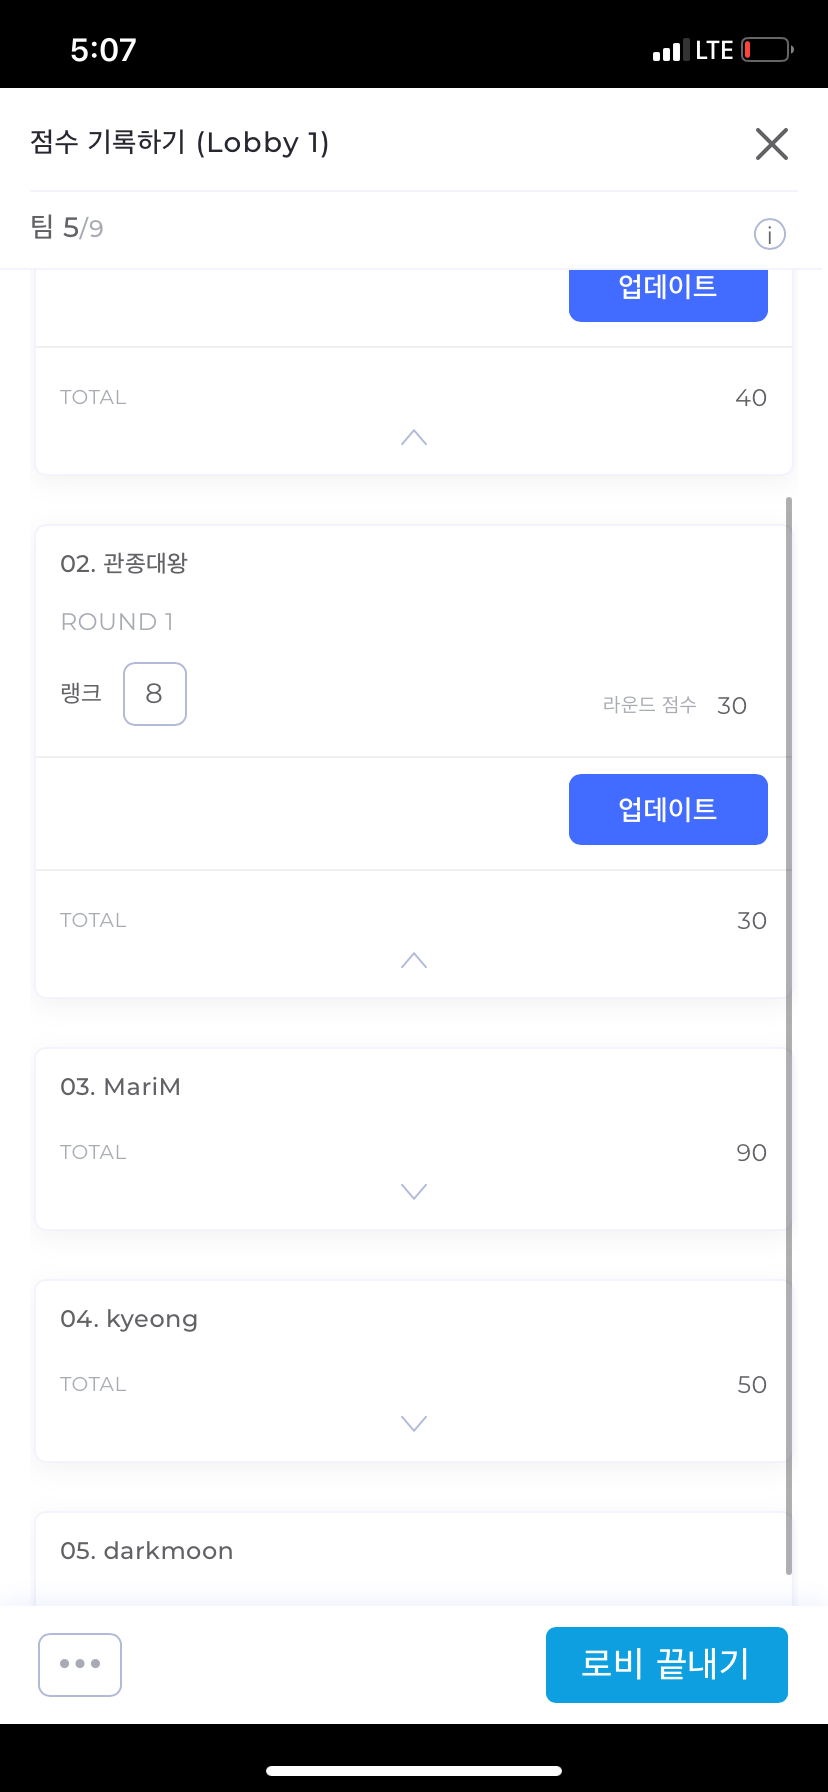 5:07 LTE
점수 기록하기 (Lobby 1)
팀 5/9
업데이트
TOTAL 40
02. 관종대왕
ROUND 1
랭크 8 라운드 점수 30
업데이트
TOTAL 30
03. MariM
TOTAL 90
04. kyeong
TOTAL 50
05. darkmoon
로비 끝내기